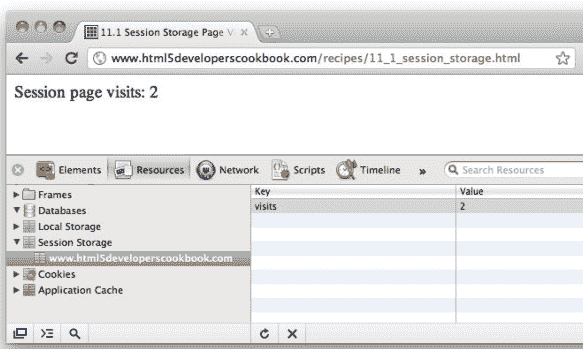 11.1 Session Storage Page V
www.html5developerscookbook.com/recipes/11_1_session_storage.html
Session page visits: 2
Elements Resources Network Scripts Timeline » Search Resources
Key Value
visits 2
Frames
Databases
Local Storage
Session Storage
www.html5developerscookbook.com
Cookies
Application Cache